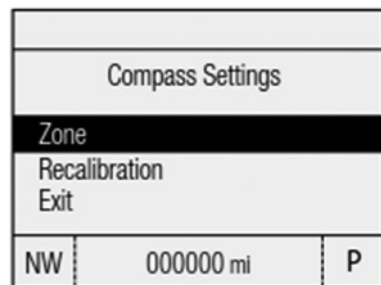 Compass Settings
Zone
Recalibration
Exit
NW 000000 mi P